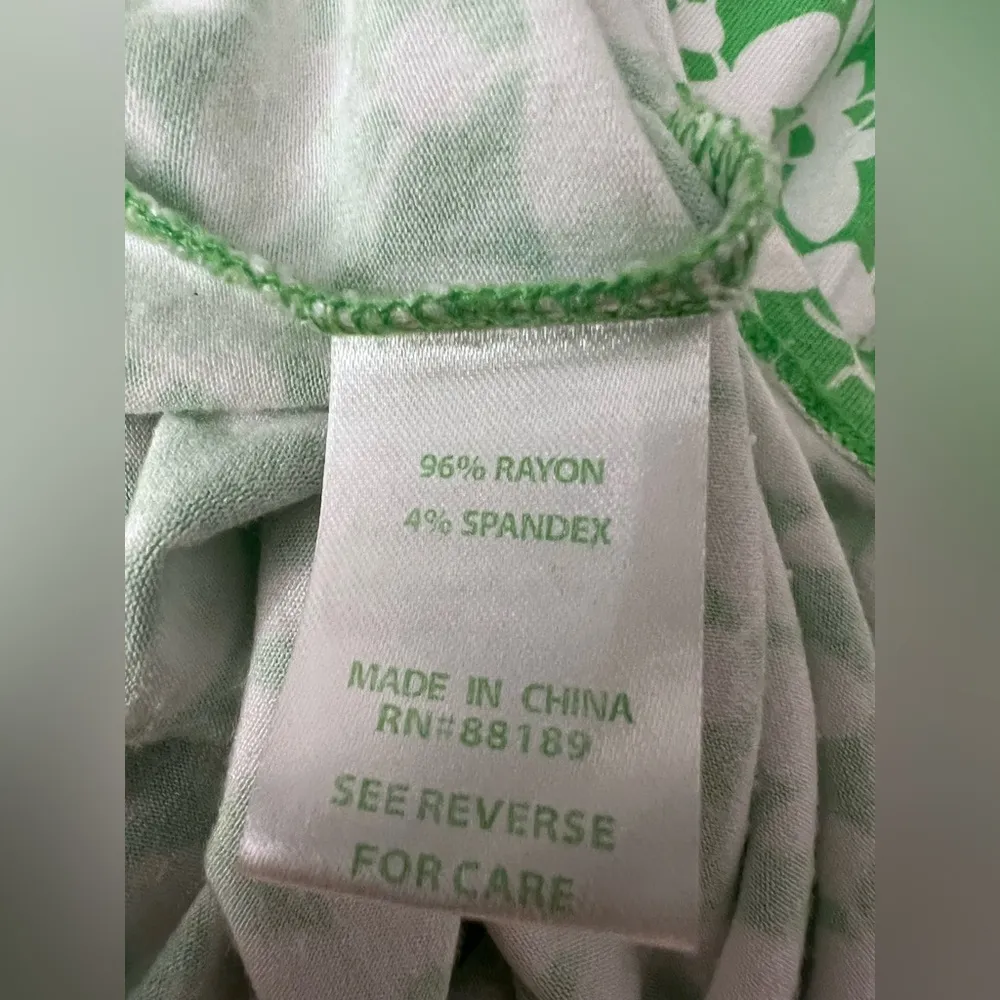 96% RAYON
4% SPANDEX
MADE IN CHINA
RN#88189
SEE REVERSE
FOR CARE